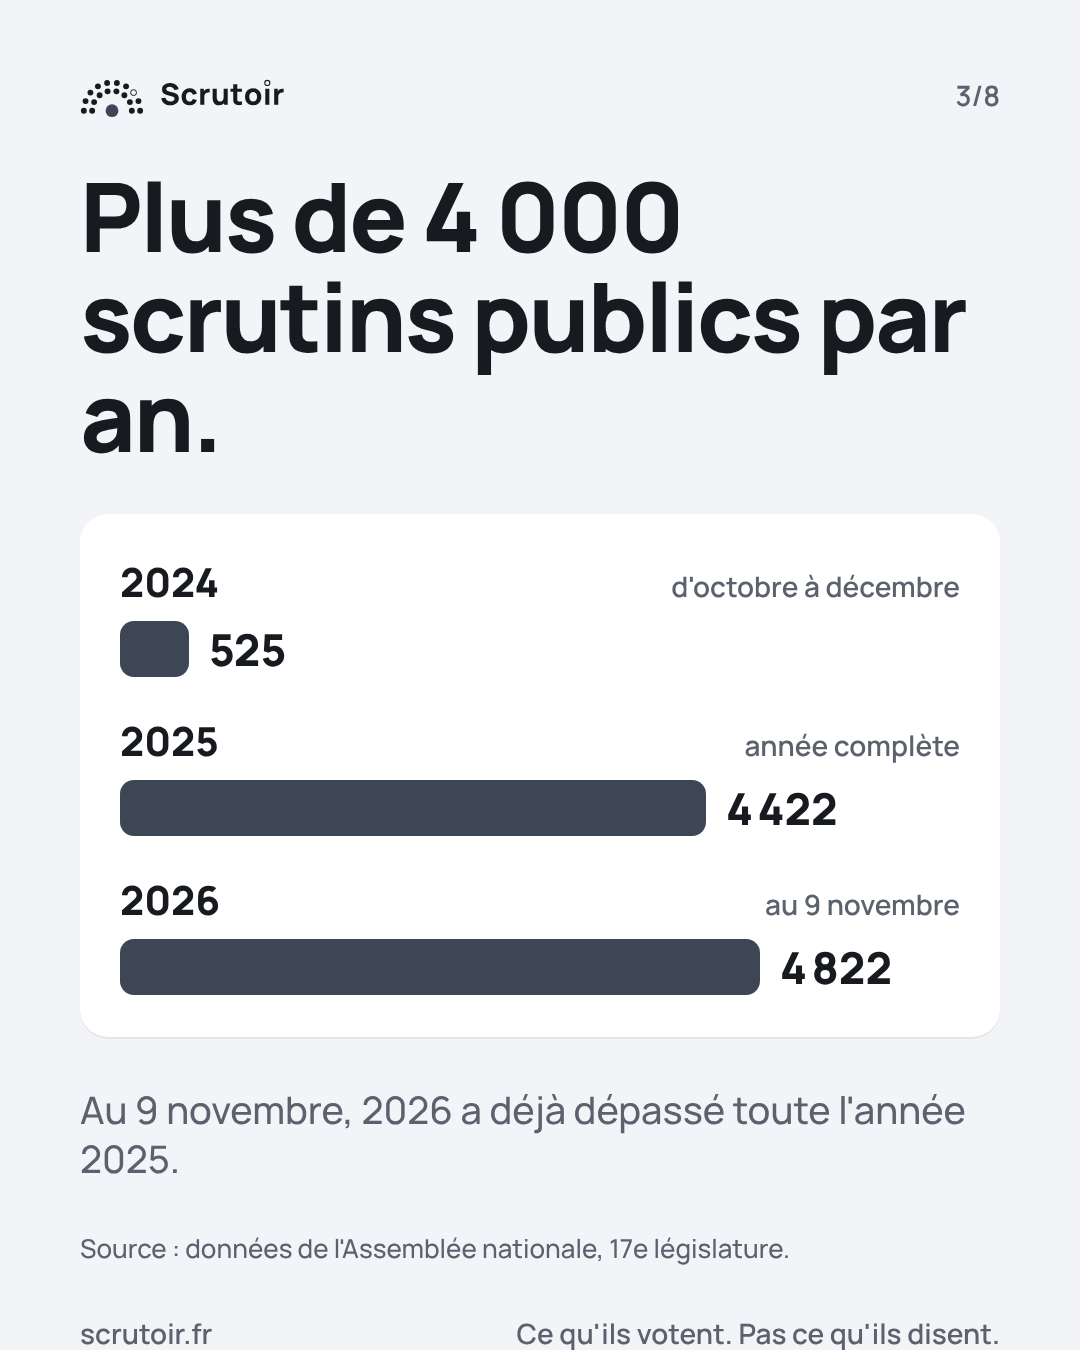 Scrutoir
3/8
Plus de 4 000
scrutins publics par
an.
2024
d'octobre à décembre
525
2025
année complète
4 422
2026
au 9 novembre
4 822
Au 9 novembre, 2026 a déjà dépassé toute l'année
2025.
Source : données de l'Assemblée nationale, 17e législature.
scrutoir.fr
Ce qu'ils votent. Pas ce qu'ils disent.